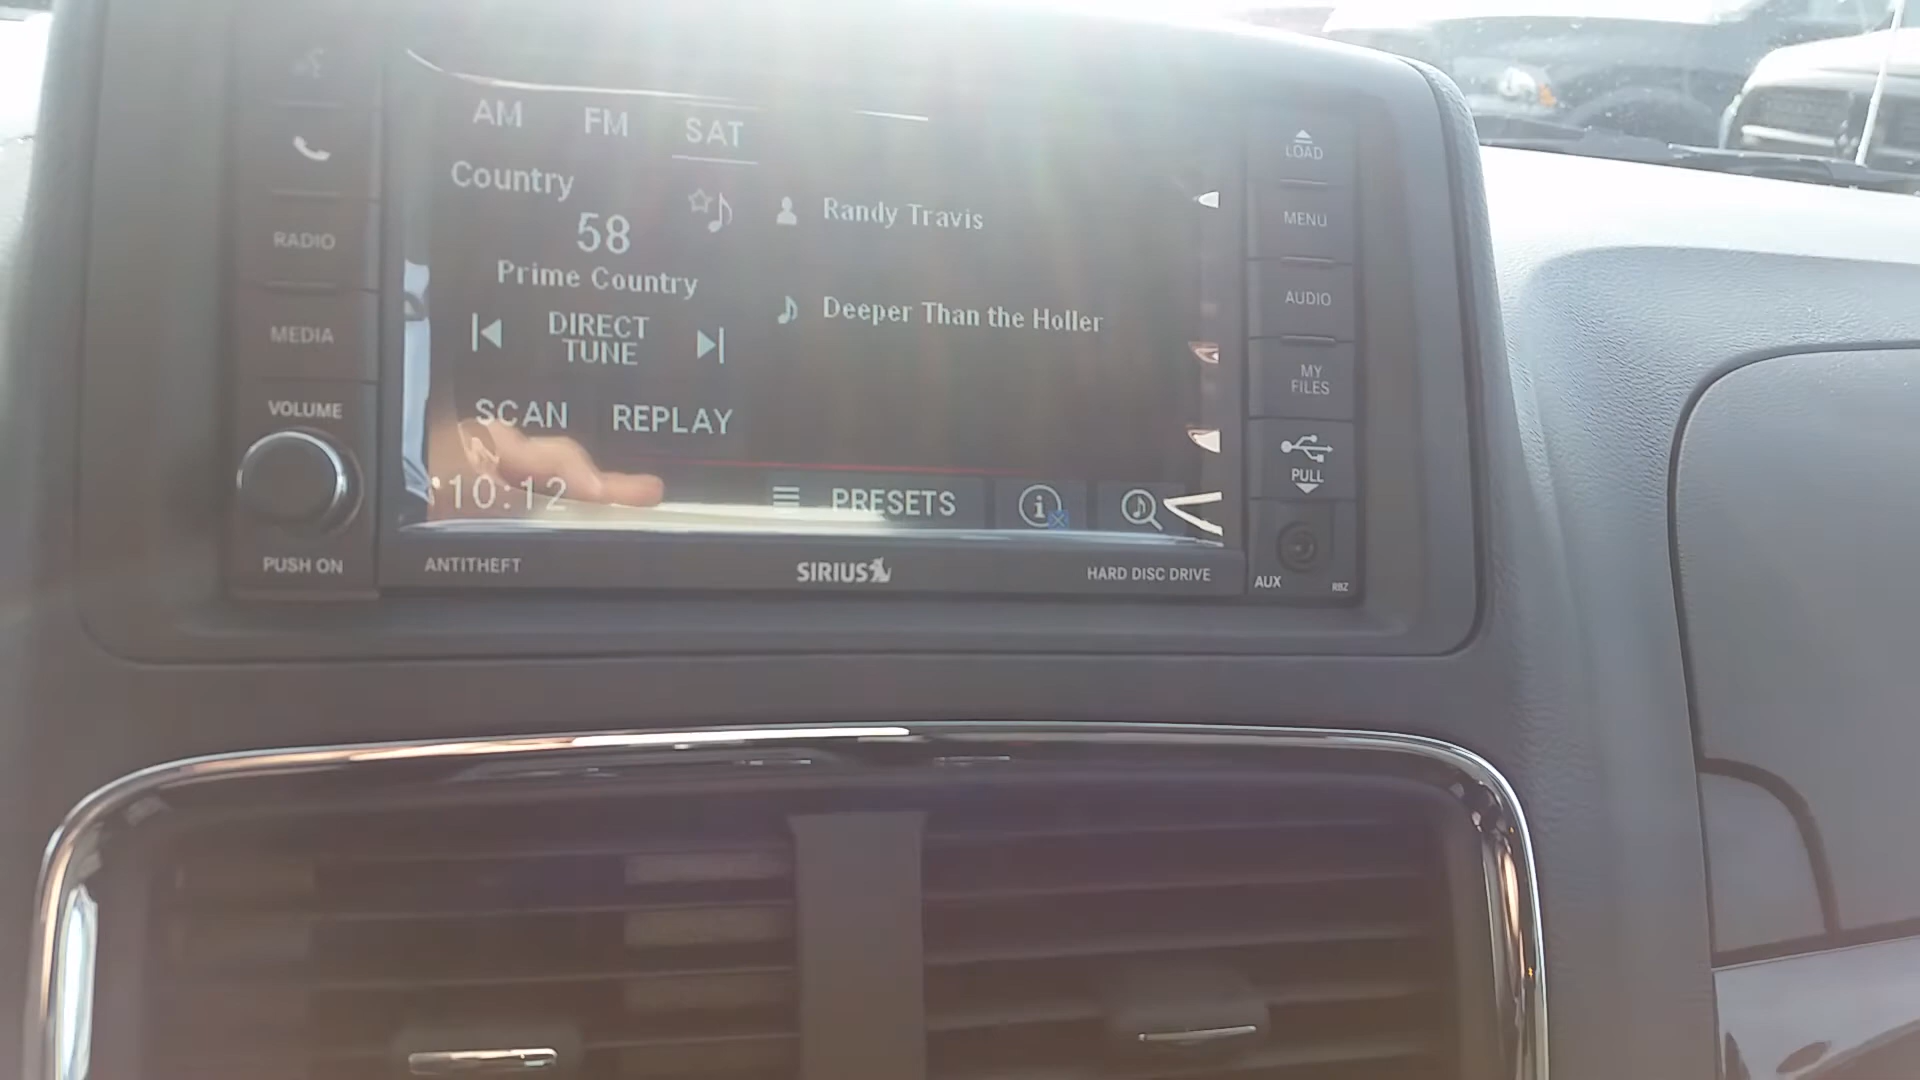 AM FM SAT
Country
58
Prime Country
DIRECT
TUNE
SCAN REPLAY
10:12
Randy Travis
Deeper Than the Holler
PRESETS
RADIO
MEDIA
VOLUME
PUSH ON
ANTITHEFT
SIRIUS
HARD DISC DRIVE
LOAD
MENU
AUDIO
MY
FILES
PULL
AUX
RBZ